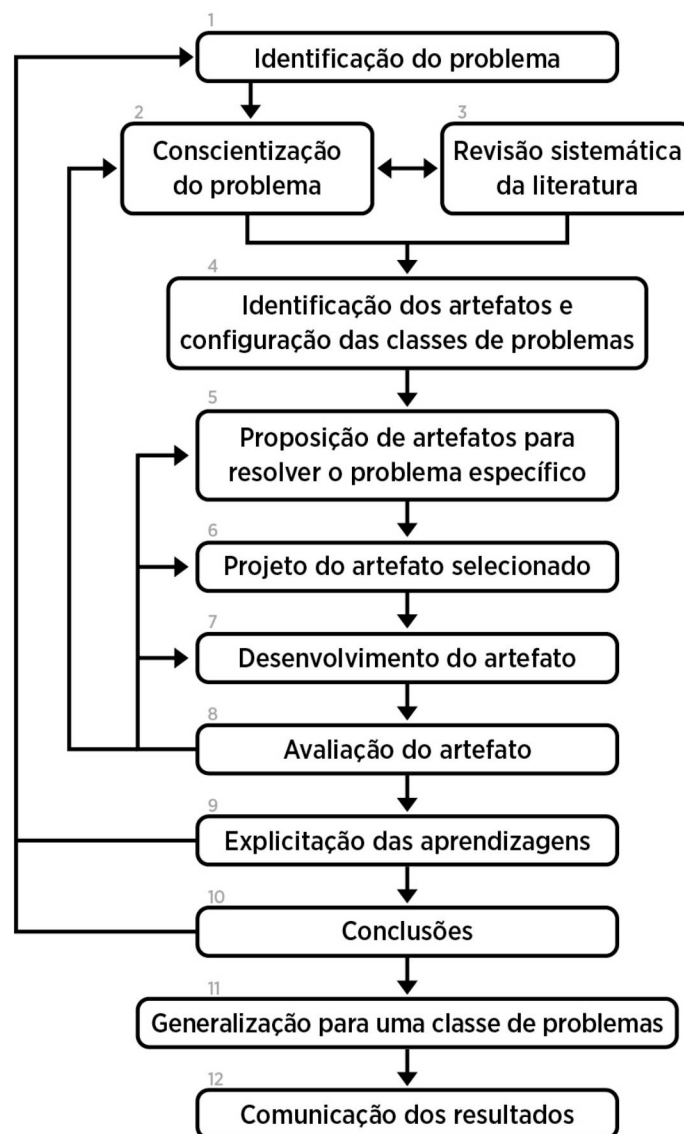 1
Identificação do problema
2
Conscientização
do problema
3
Revisão sistemática
da literatura
4
Identificação dos artefatos e
configuração das classes de problemas
5
Proposição de artefatos para
resolver o problema específico
6
Projeto do artefato selecionado
7
Desenvolvimento do artefato
8
Avaliação do artefato
9
Explicitação das aprendizagens
10
Conclusões
11
Generalização para uma classe de problemas
12
Comunicação dos resultados